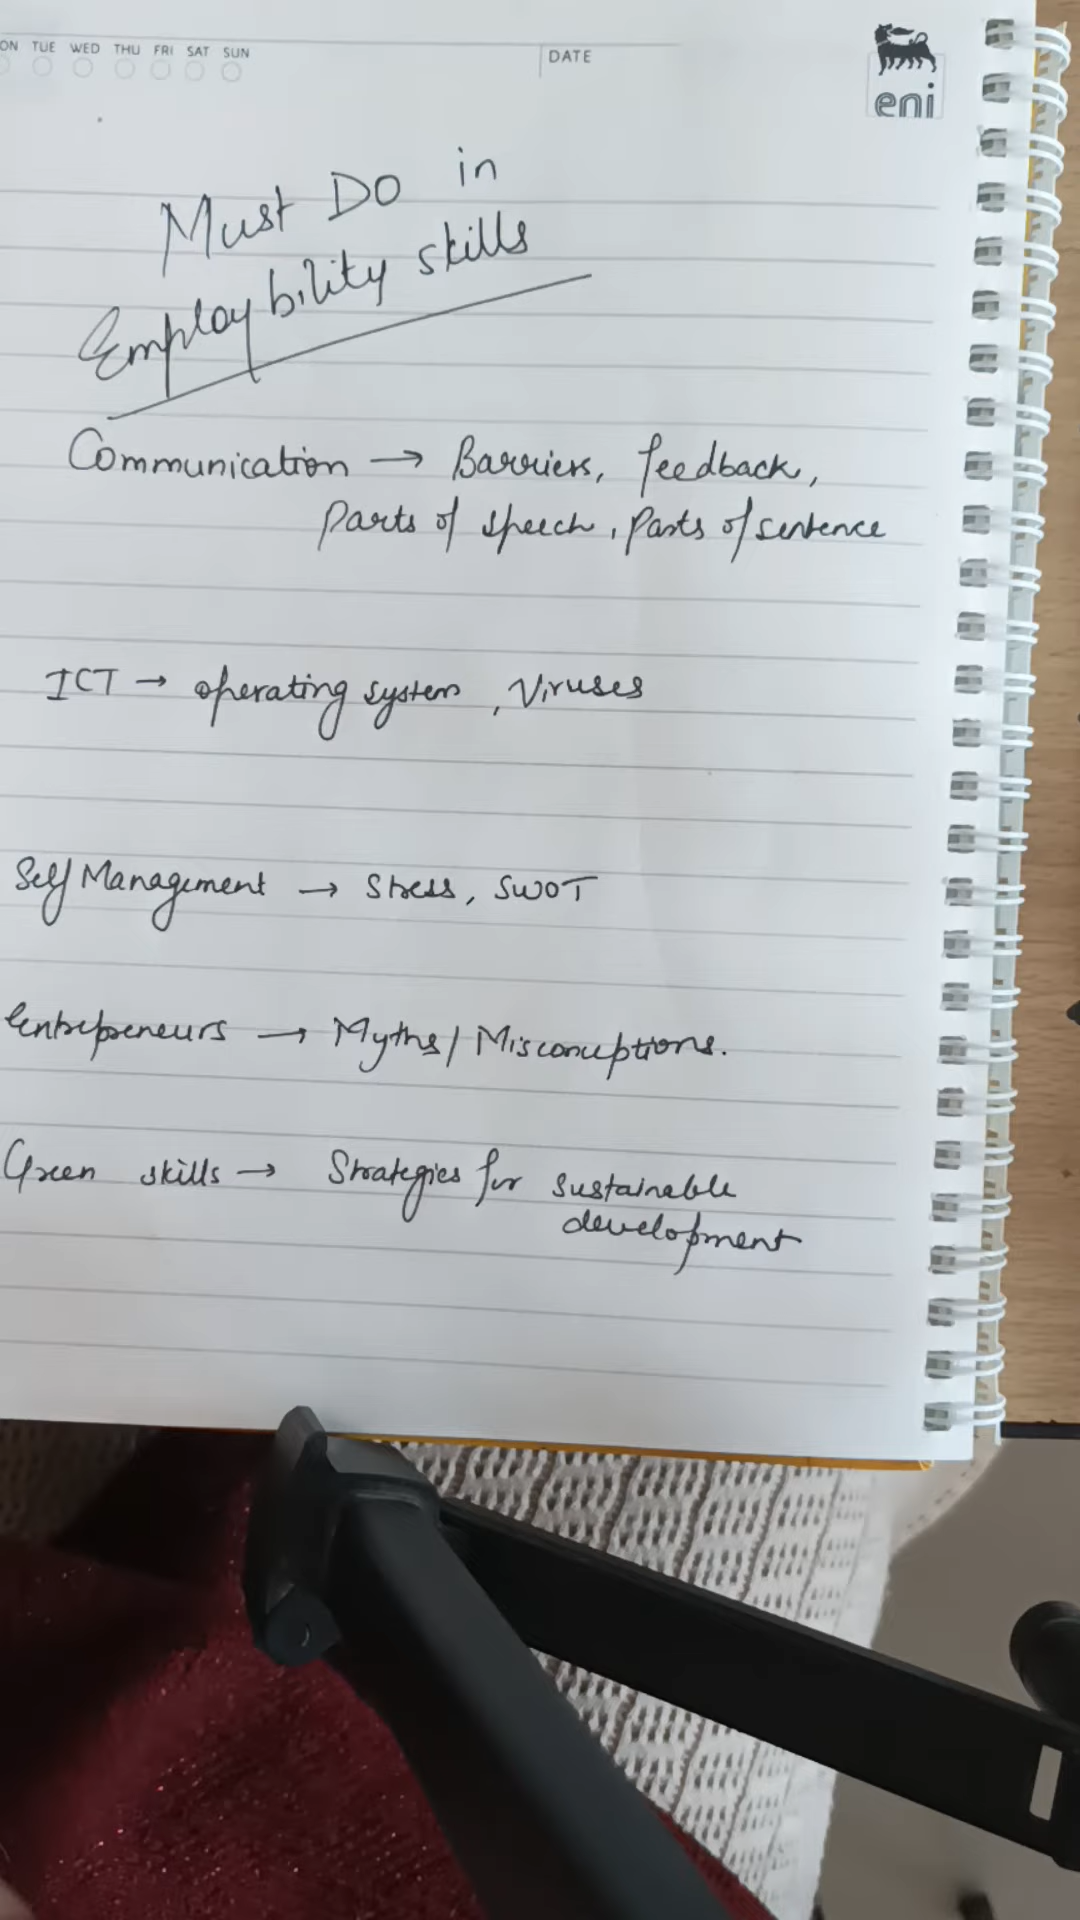 ON TUE WED THU FRI SAT SUN
DATE
eni
Must Do in
Employbility skills
Communication → Barriers, feedback,
Parts of speech, Parts of sentence
ICT → operating system, Viruses
Self Management → Stress, SWOT
Entrepreneurs → Myths/Misconceptions.
Green skills → Strategies for sustainable
development